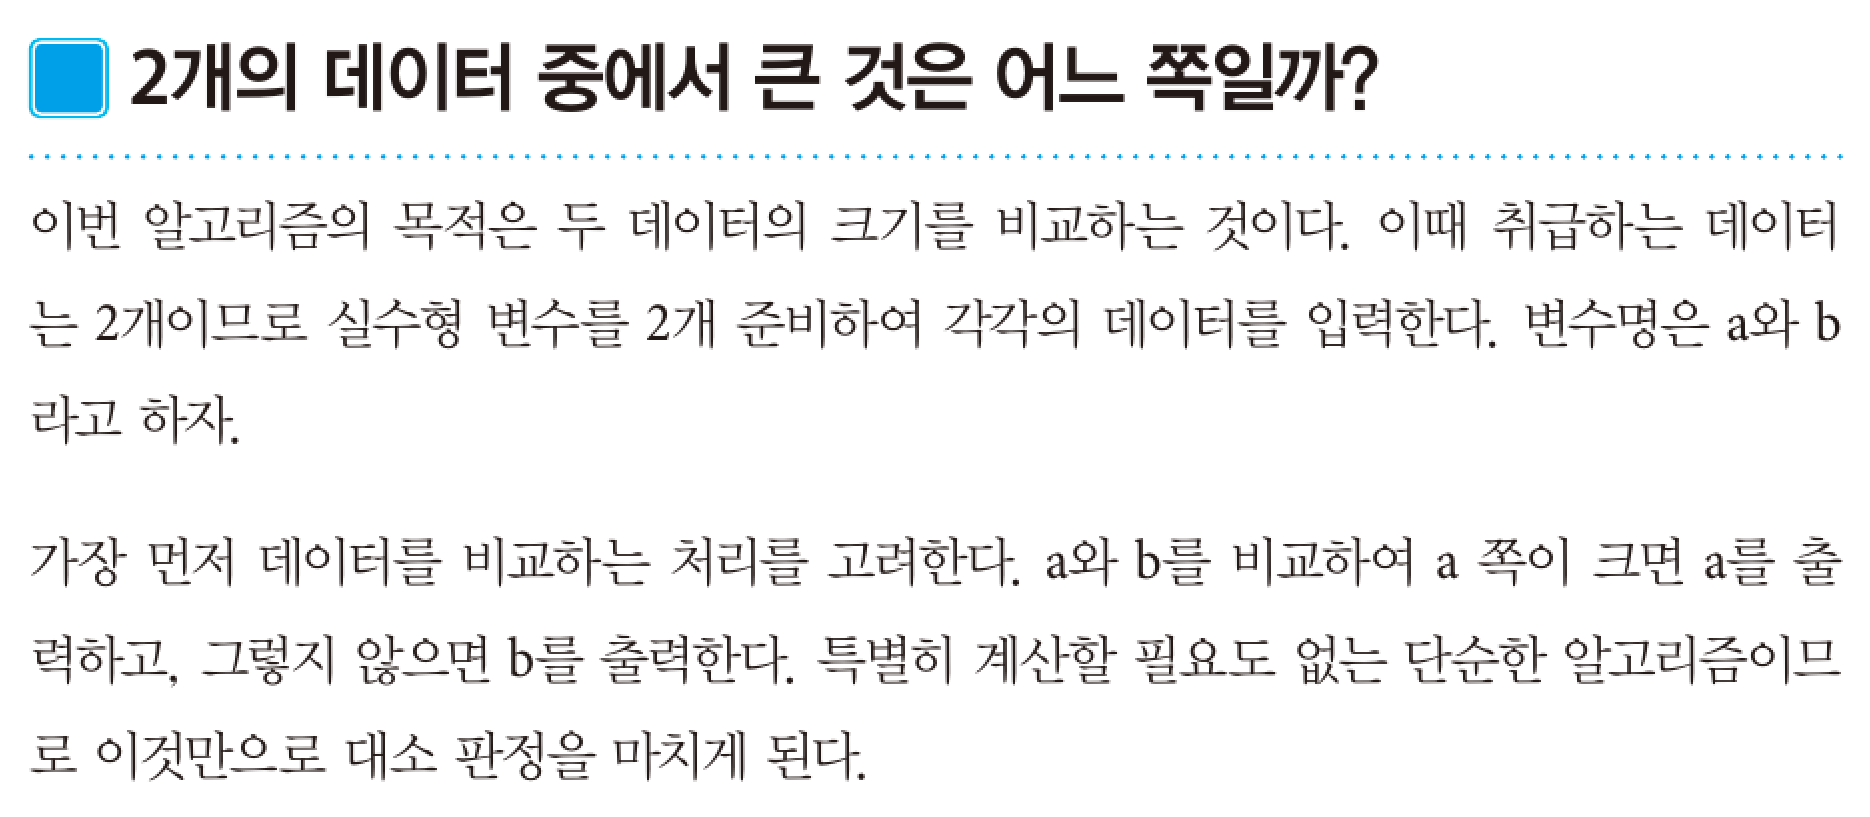 2개의 데이터 중에서 큰 것은 어느 쪽일까?
이번 알고리즘의 목적은 두 데이터의 크기를 비교하는 것이다. 이때 취급하는 데이터
는 2개이므로 실수형 변수를 2개 준비하여 각각의 데이터를 입력한다. 변수명은 a와 b
라고 하자.
가장 먼저 데이터를 비교하는 처리를 고려한다. a와 b를 비교하여 a 쪽이 크면 a를 출
력하고, 그렇지 않으면 b를 출력한다. 특별히 계산할 필요도 없는 단순한 알고리즘이므
로 이것만으로 대소 판정을 마치게 된다.